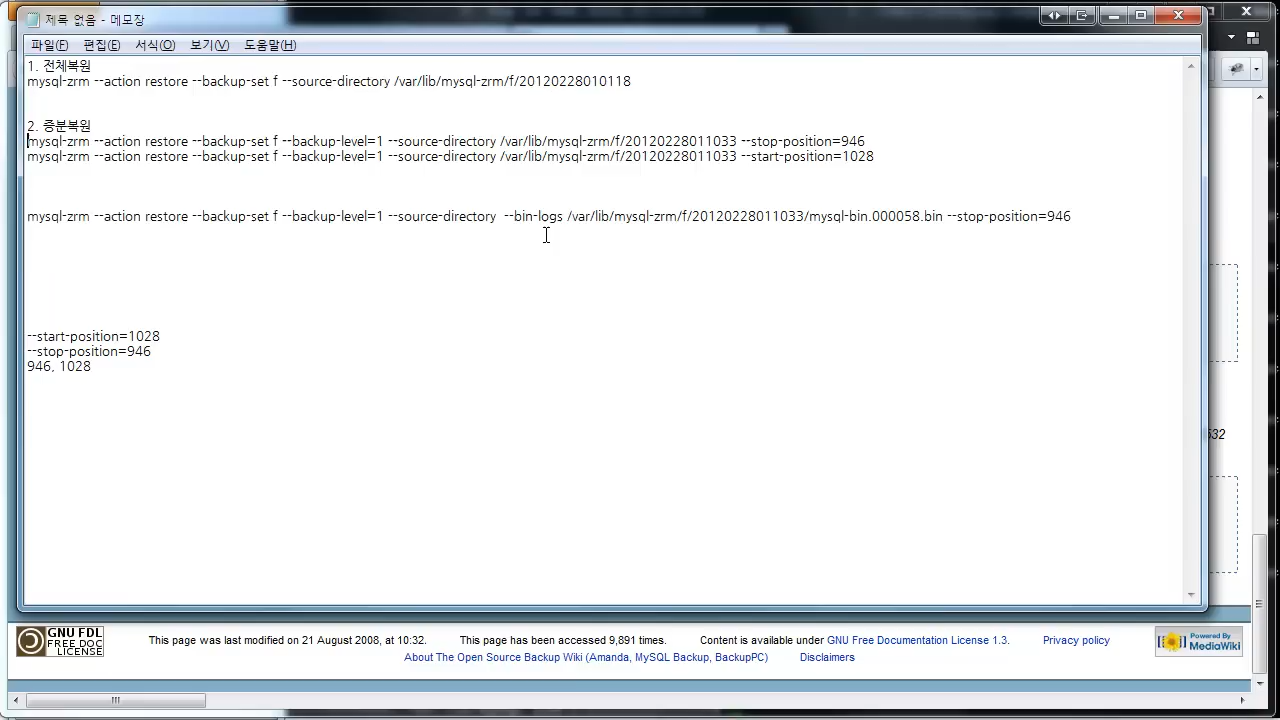 제목 없음 - 메모장
파일(F) 편집(E) 서식(O) 보기(V) 도움말(H)
1. 전체복원
mysql-zrm --action restore --backup-set f --source-directory /var/lib/mysql-zrm/f/20120228010118
2. 증분복원
mysql-zrm --action restore --backup-set f --backup-level=1 --source-directory /var/lib/mysql-zrm/f/20120228011033 --stop-position=946
mysql-zrm --action restore --backup-set f --backup-level=1 --source-directory /var/lib/mysql-zrm/f/20120228011033 --start-position=1028
mysql-zrm --action restore --backup-set f --backup-level=1 --source-directory  --bin-logs /var/lib/mysql-zrm/f/20120228011033/mysql-bin.000058.bin --stop-position=946
--start-position=1028
--stop-position=946
946, 1028
532
GNU FDL
FREE DOC
LICENSE
This page was last modified on 21 August 2008, at 10:32. This page has been accessed 9,891 times. Content is available under GNU Free Documentation License 1.3. Privacy policy
About The Open Source Backup Wiki (Amanda, MySQL Backup, BackupPC) Disclaimers
Powered By
MediaWiki